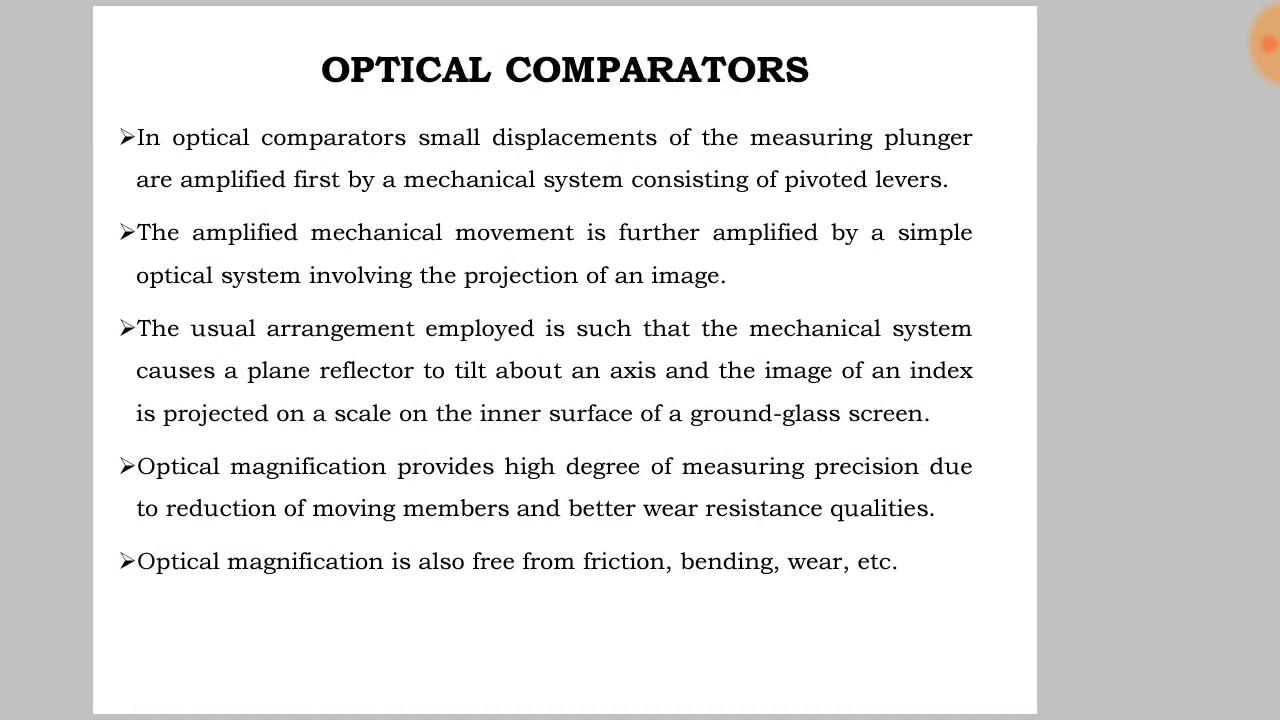 OPTICAL COMPARATORS
➢In optical comparators small displacements of the measuring plunger
are amplified first by a mechanical system consisting of pivoted levers.
➢The amplified mechanical movement is further amplified by a simple
optical system involving the projection of an image.
➢The usual arrangement employed is such that the mechanical system
causes a plane reflector to tilt about an axis and the image of an index
is projected on a scale on the inner surface of a ground-glass screen.
➢Optical magnification provides high degree of measuring precision due
to reduction of moving members and better wear resistance qualities.
➢Optical magnification is also free from friction, bending, wear, etc.